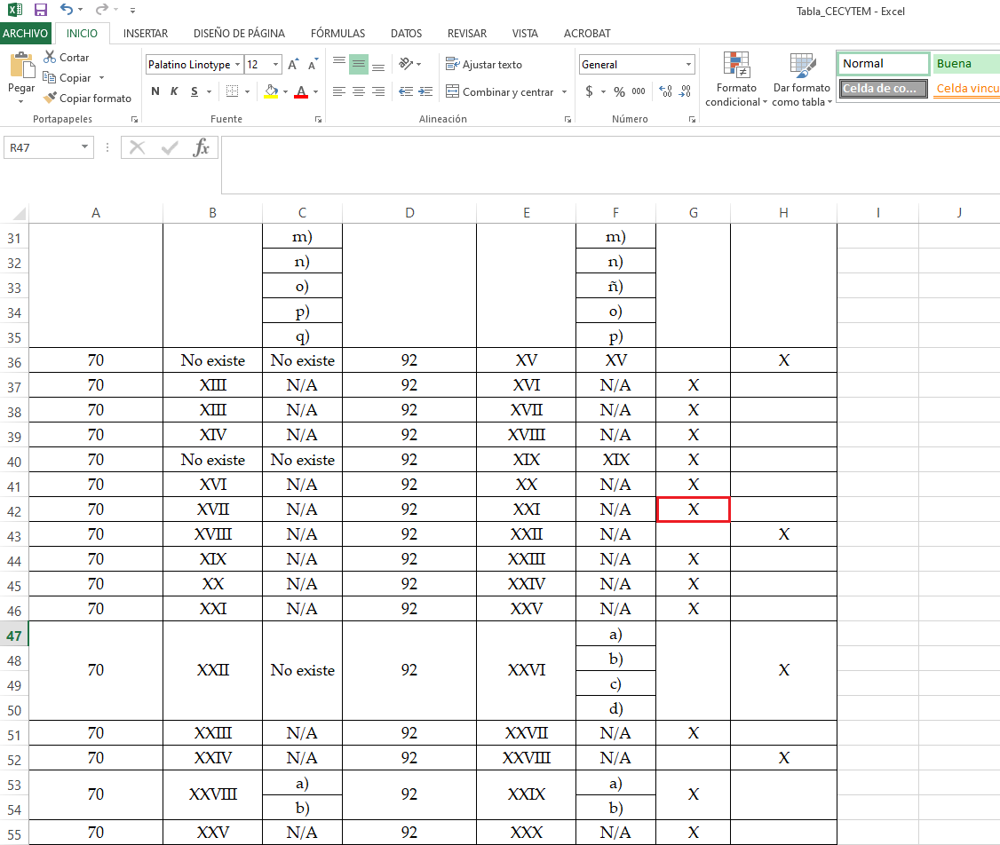 Tabla_CECYTEM - Excel
ARCHIVO INICIO INSERTAR DISEÑO DE PÁGINA FÓRMULAS DATOS REVISAR VISTA ACROBAT
Pegar
Cortar
Copiar
Copiar formato
Portapapeles
Palatino Linotype 12
N K S
Fuente
Ajustar texto
Combinar y centrar
Alineación
General
$ % 000
Número
Formato condicional
Dar formato como tabla
Normal Buena
Celda de co... Celda vincu
R47 fx
A B C D E F G H I J
31 m) m)
32 n) n)
33 o) ñ)
34 p) o)
35 q) p)
36 70 No existe No existe 92 XV XV X
37 70 XIII N/A 92 XVI N/A X
38 70 XIII N/A 92 XVII N/A X
39 70 XIV N/A 92 XVIII N/A X
40 70 No existe No existe 92 XIX XIX X
41 70 XVI N/A 92 XX N/A X
42 70 XVII N/A 92 XXI N/A X
43 70 XVIII N/A 92 XXII N/A X
44 70 XIX N/A 92 XXIII N/A X
45 70 XX N/A 92 XXIV N/A X
46 70 XXI N/A 92 XXV N/A X
47 a)
48 70 XXII No existe 92 XXVI b) X
49 c)
50 d)
51 70 XXIII N/A 92 XXVII N/A X
52 70 XXIV N/A 92 XXVIII N/A X
53 70 XXVIII a) 92 XXIX a) X
54 b) b)
55 70 XXV N/A 92 XXX N/A X